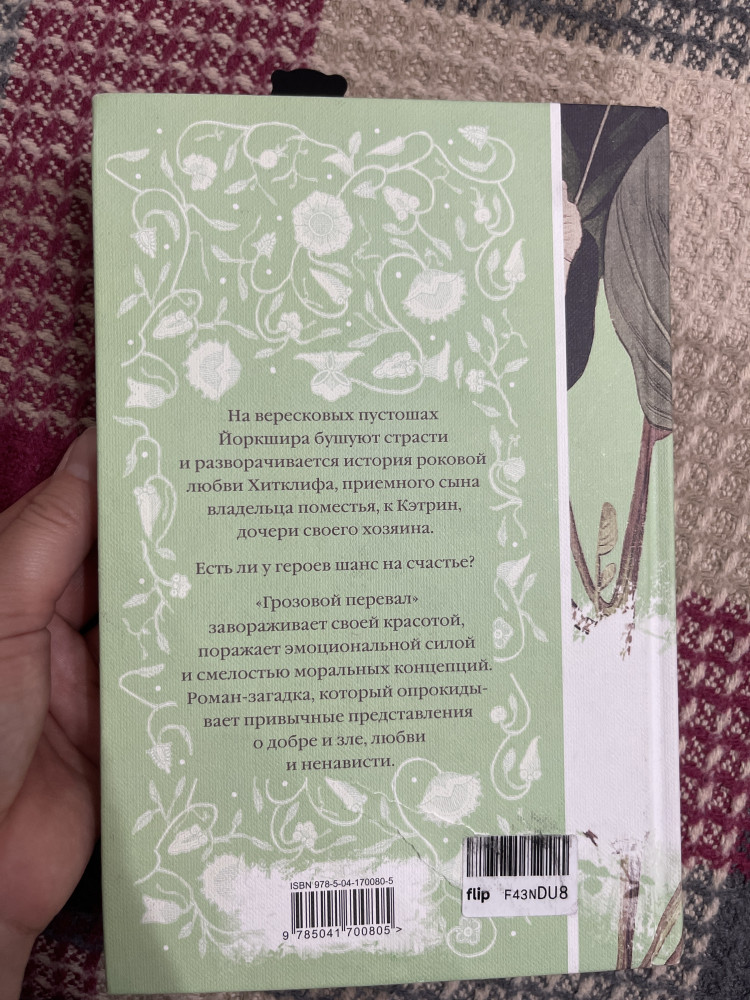 На вересковых пустошах
Йоркшира бушуют страсти
и разворачивается история роковой
любви Хитклифа, приемного сына
владельца поместья, к Кэтрин,
дочери своего хозяина.
Есть ли у героев шанс на счастье?
«Грозовой перевал»
завораживает своей красотой,
поражает эмоциональной силой
и смелостью моральных концепций.
Роман-загадка, который опрокиды-
вает привычные представления
о добре и зле, любви
и ненависти.
ISBN 978-5-04-170080-5
9 785041 700805 >
flip F43NDU8